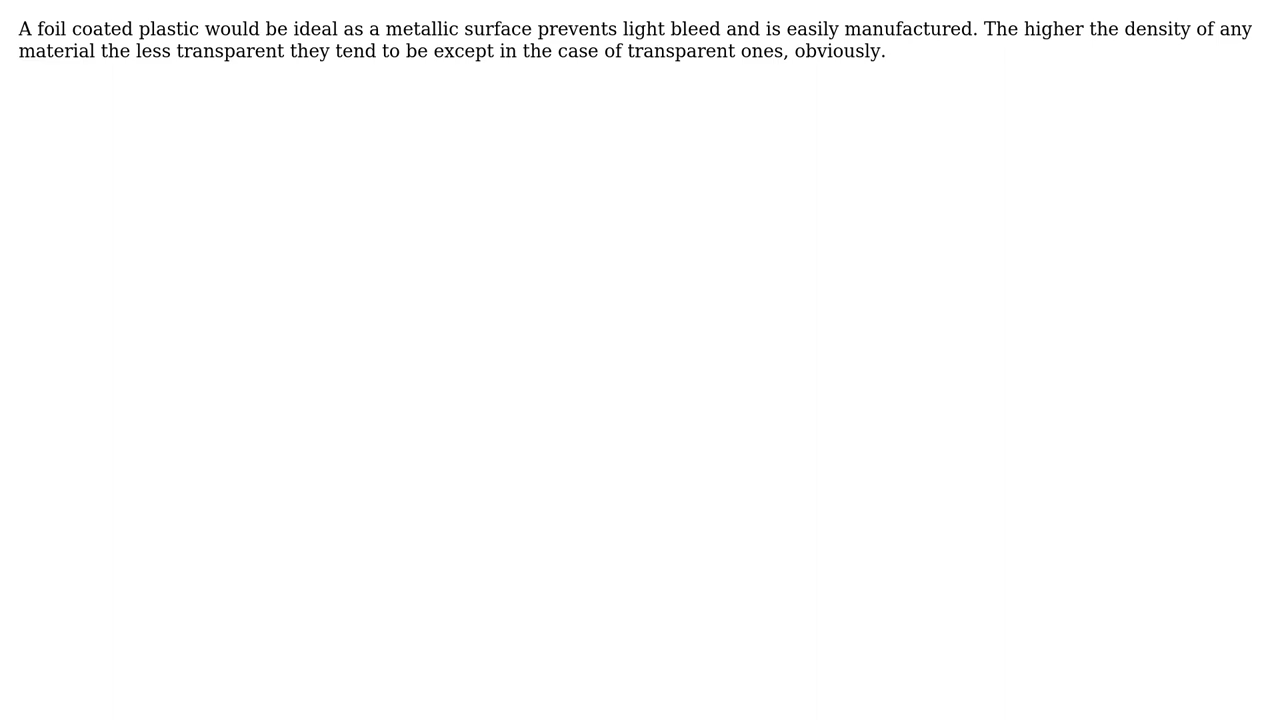 A foil coated plastic would be ideal as a metallic surface prevents light bleed and is easily manufactured. The higher the density of any
material the less transparent they tend to be except in the case of transparent ones, obviously.